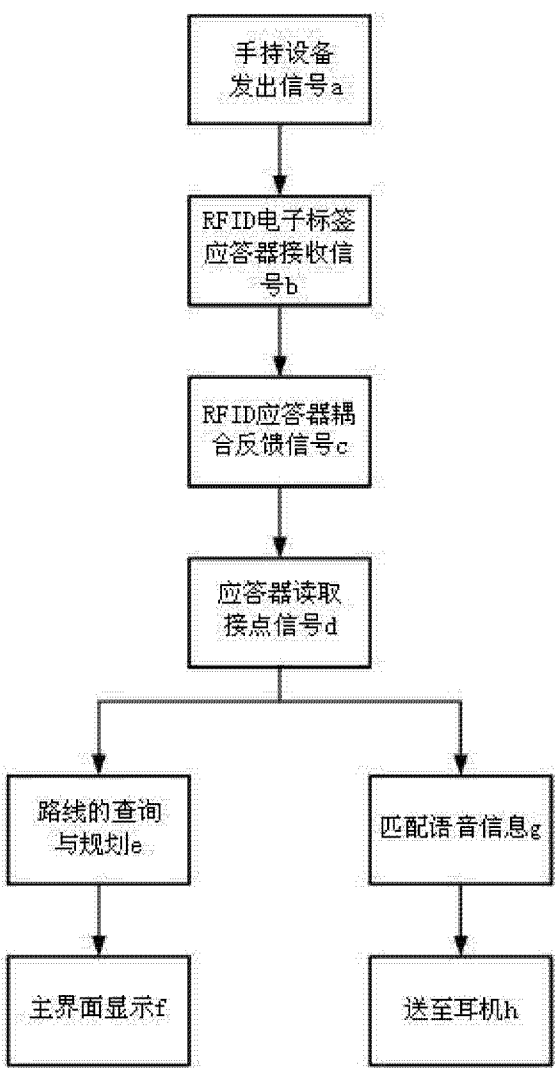 手持设备
发出信号a
RFID电子标签
应答器接收信
号b
RFID应答器耦
合反馈信号c
应答器读取
接点信号d
路线的查询
与规划e
匹配语音信息g
主界面显示f
送至耳机h